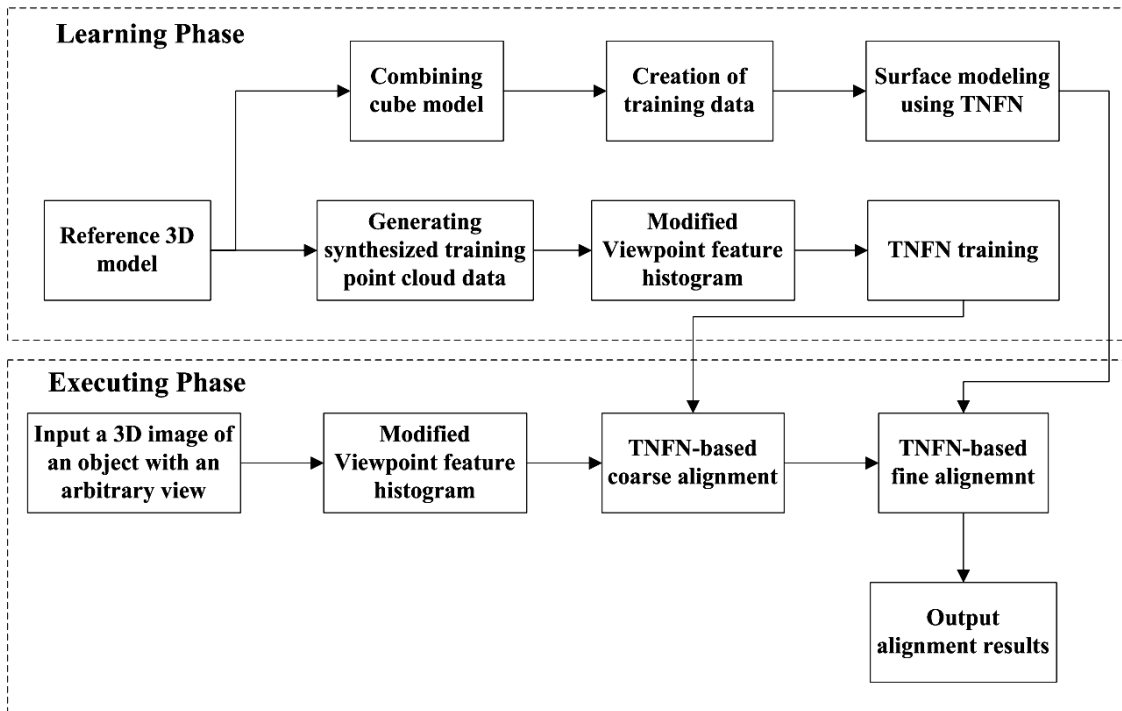 Learning Phase
Combining
cube model
Creation of
training data
Surface modeling
using TNFN
Reference 3D
model
Generating
synthesized training
point cloud data
Modified
Viewpoint feature
histogram
TNFN training
Executing Phase
Input a 3D image of
an object with an
arbitrary view
Modified
Viewpoint feature
histogram
TNFN-based
coarse alignment
TNFN-based
fine alignemnt
Output
alignment results